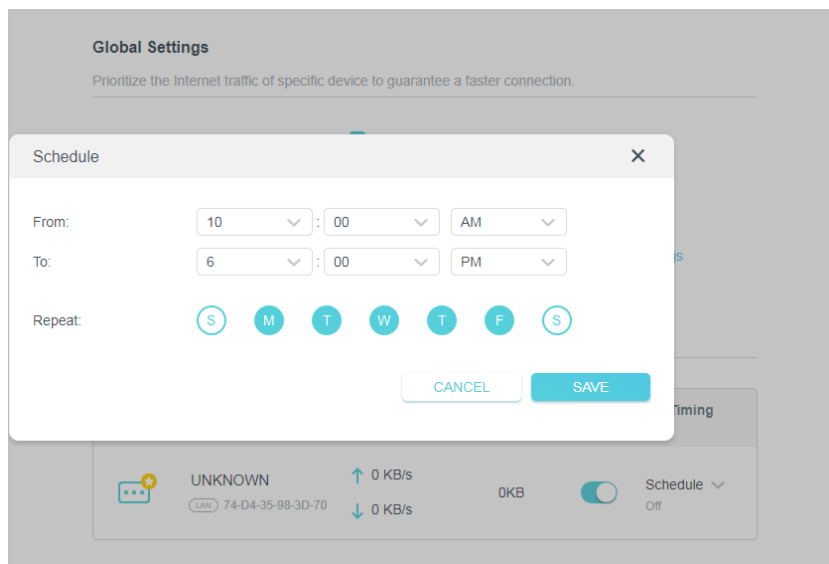 Global Settings
Prioritize the Internet traffic of specific device to guarantee a faster connection.
Schedule
From: 10 : 00 AM
gs
To: 6 : 00 PM
Repeat: S M T W T F S
CANCEL SAVE
Timing
UNKNOWN
LAN 74-D4-35-98-3D-70
0 KB/s
0 KB/s
0KB
Schedule
Off